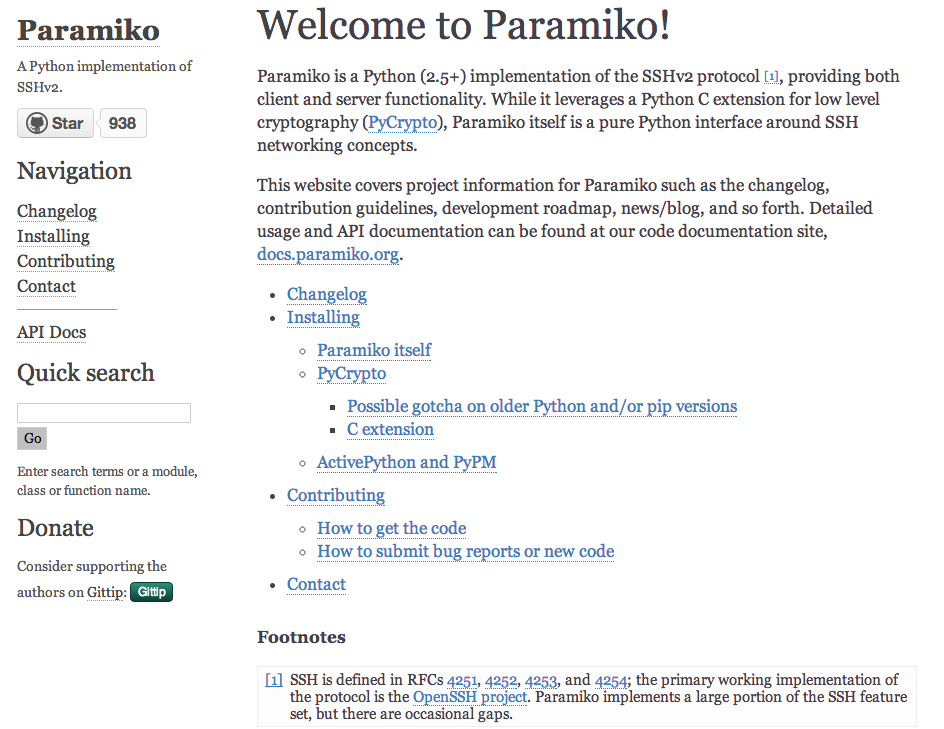 Paramiko
A Python implementation of
SSHv2.
Star 938
Navigation
Changelog
Installing
Contributing
Contact
API Docs
Quick search
Go
Enter search terms or a module,
class or function name.
Donate
Consider supporting the
authors on Gittip: Gittip
Welcome to Paramiko!
Paramiko is a Python (2.5+) implementation of the SSHv2 protocol [1], providing both
client and server functionality. While it leverages a Python C extension for low level
cryptography (PyCrypto), Paramiko itself is a pure Python interface around SSH
networking concepts.
This website covers project information for Paramiko such as the changelog,
contribution guidelines, development roadmap, news/blog, and so forth. Detailed
usage and API documentation can be found at our code documentation site,
docs.paramiko.org.
Changelog
Installing
Paramiko itself
PyCrypto
Possible gotcha on older Python and/or pip versions
C extension
ActivePython and PyPM
Contributing
How to get the code
How to submit bug reports or new code
Contact
Footnotes
[1] SSH is defined in RFCs 4251, 4252, 4253, and 4254; the primary working implementation of
the protocol is the OpenSSH project. Paramiko implements a large portion of the SSH feature
set, but there are occasional gaps.